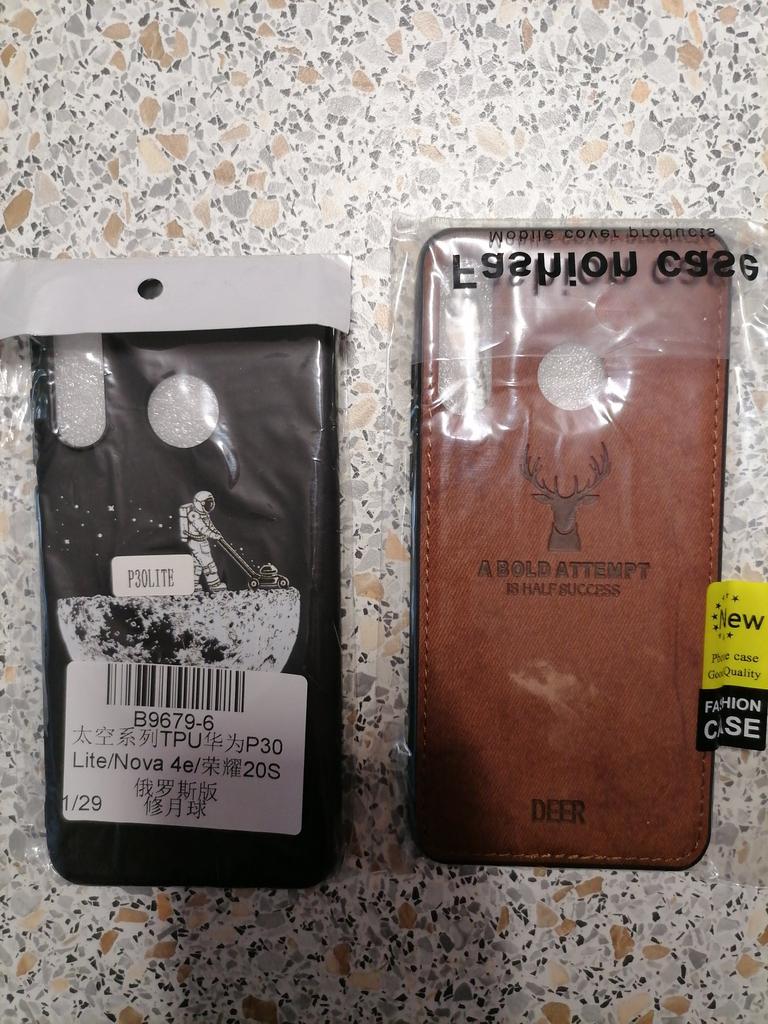 P30LITE
B9679-6
太空系列TPU华为P30
Lite/Nova 4e/荣耀20S
俄罗斯版
1/29
修月球
Mobile cover products
Fashion case
A BOLD ATTEMPT
IS HALF SUCCESS
DEER
New
Phone case
Good Quality
FASHION
CASE